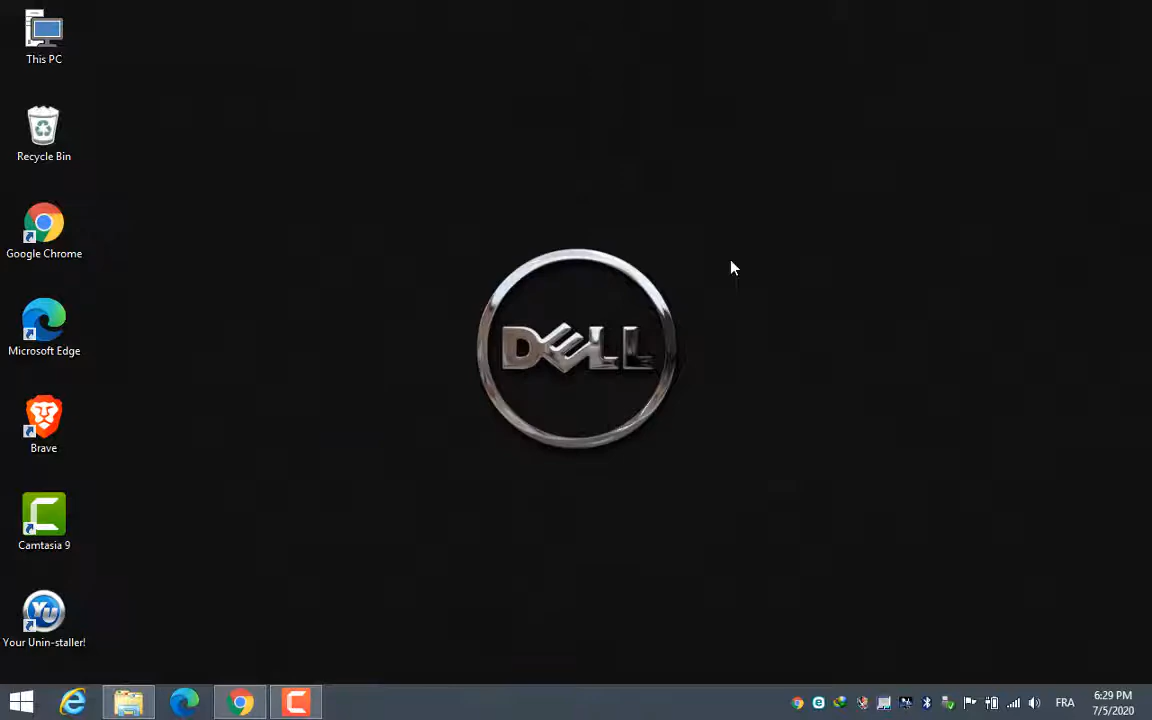 This PC
Recycle Bin
Google Chrome
Microsoft Edge
Brave
Camtasia 9
YU
Your Unin-staller!
DELL
FRA
6:29 PM
7/5/2020